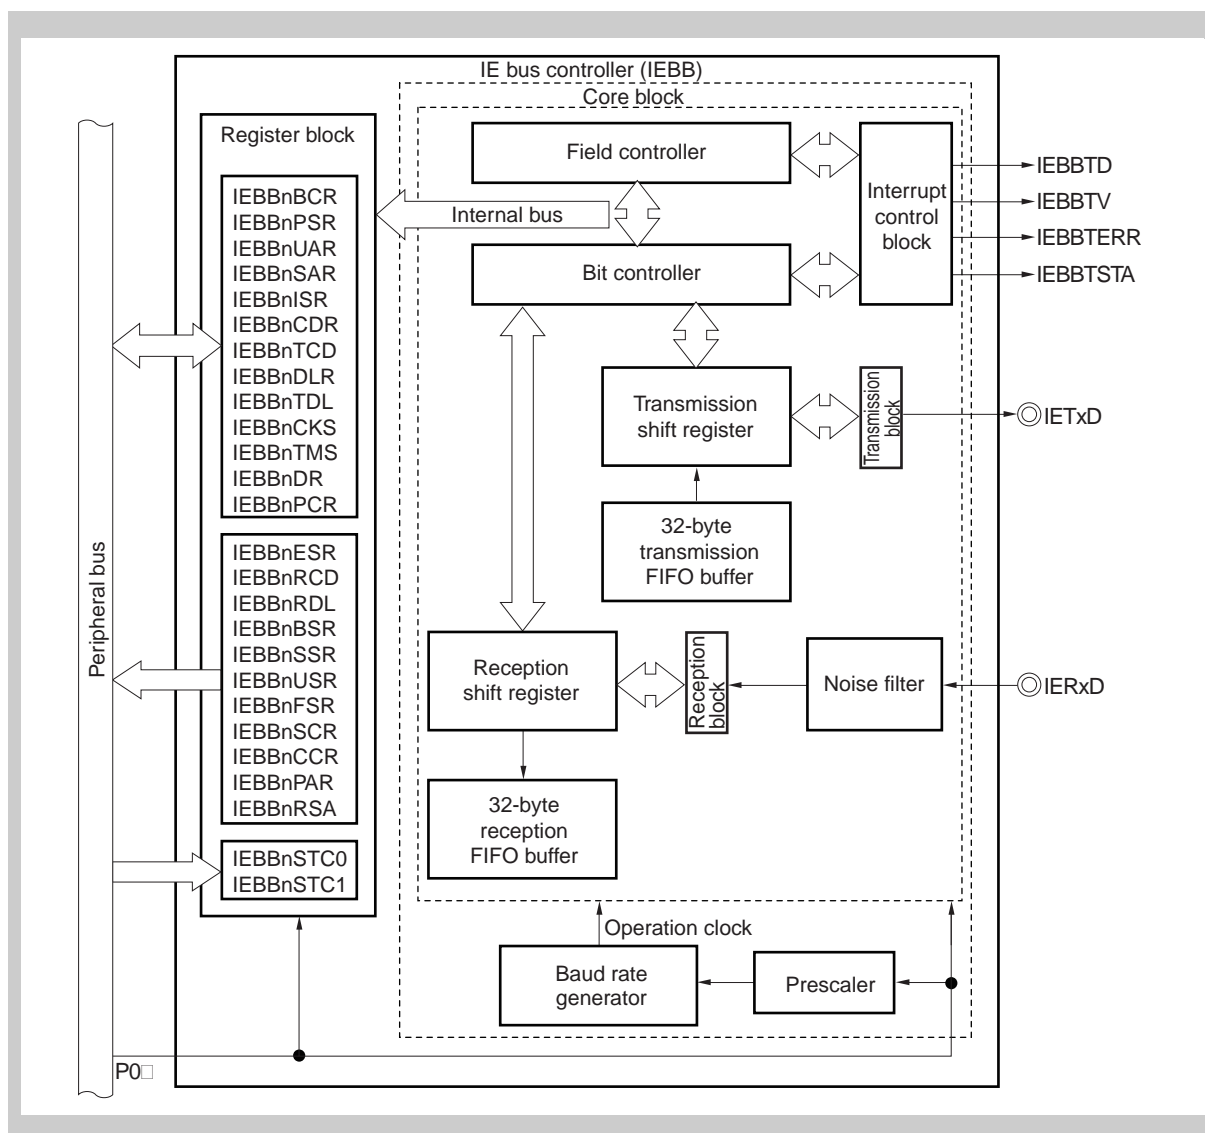 IE bus controller (IEBB)
Core block
Register block
Field controller
Interrupt
control
block
IEBBTD
IEBBTV
IEBBTERR
IEBBTSTA
Internal bus
Bit controller
IEBBnBCR
IEBBnPSR
IEBBnUAR
IEBBnSAR
IEBBnISR
IEBBnCDR
IEBBnTCD
IEBBnDLR
IEBBnTDL
IEBBnCKS
IEBBnTMS
IEBBnDR
IEBBnPCR
Transmission
shift register
Transmission
block
IETxD
32-byte
transmission
FIFO buffer
Peripheral bus
IEBBnESR
IEBBnRCD
IEBBnRDL
IEBBnBSR
IEBBnSSR
IEBBnUSR
IEBBnFSR
IEBBnSCR
IEBBnCCR
IEBBnPAR
IEBBnRSA
Reception
shift register
Reception
block
Noise filter
IERxD
32-byte
reception
FIFO buffer
IEBBnSTC0
IEBBnSTC1
Operation clock
Baud rate
generator
Prescaler
P0□